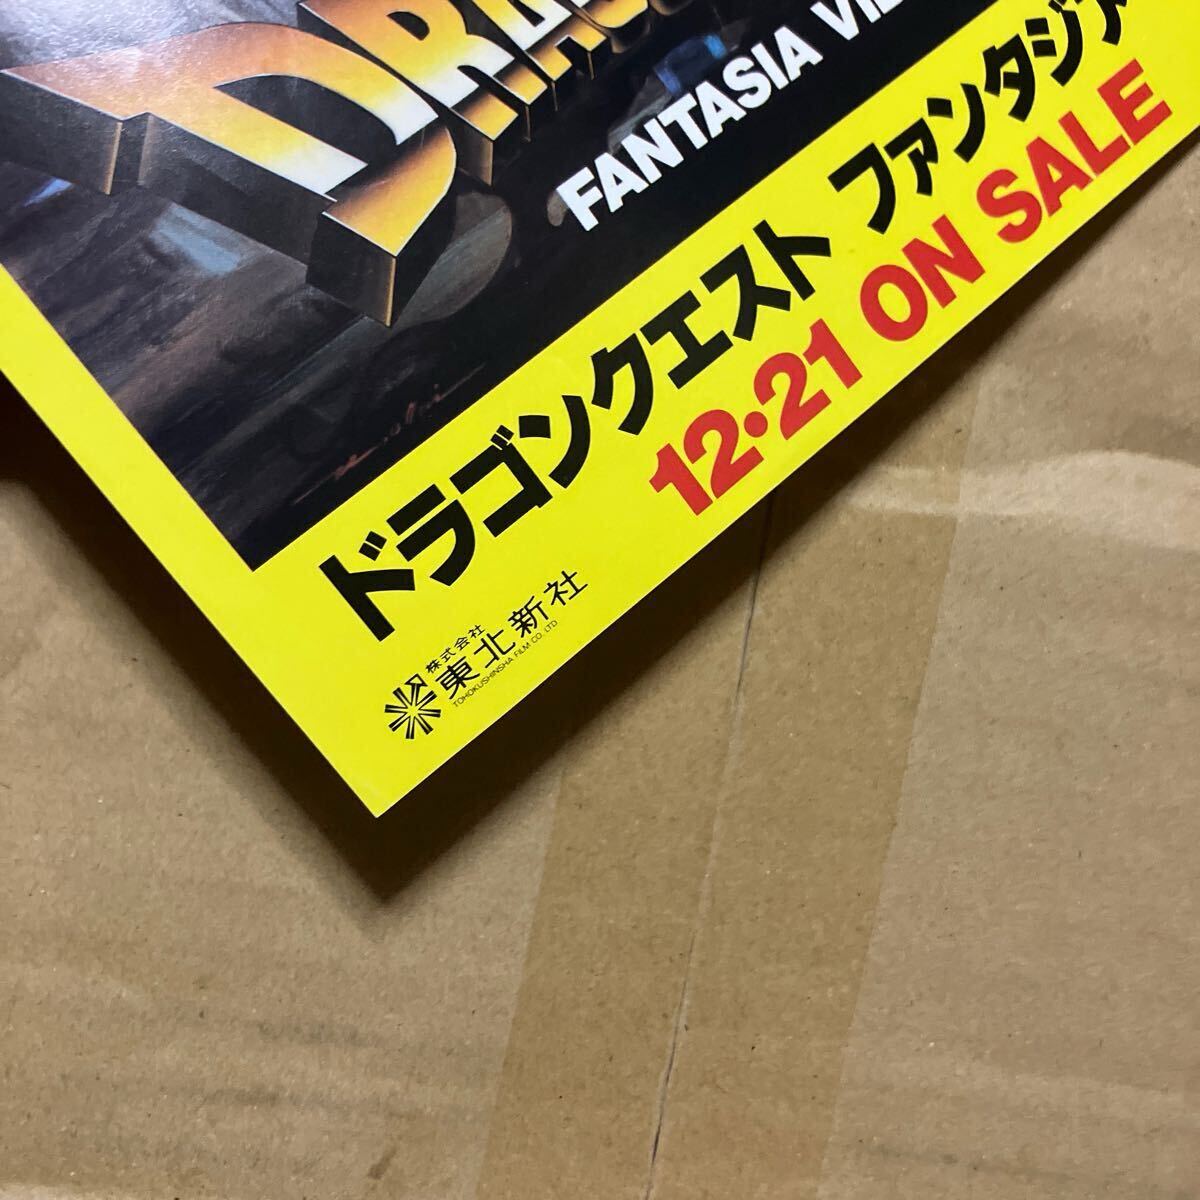 DRA
FANTASIA VI
ドラゴンクエスト ファンタジア
12・21 ON SALE
株式会社
東北新社
TOHOKUSHINSHA FILM CO. LTD